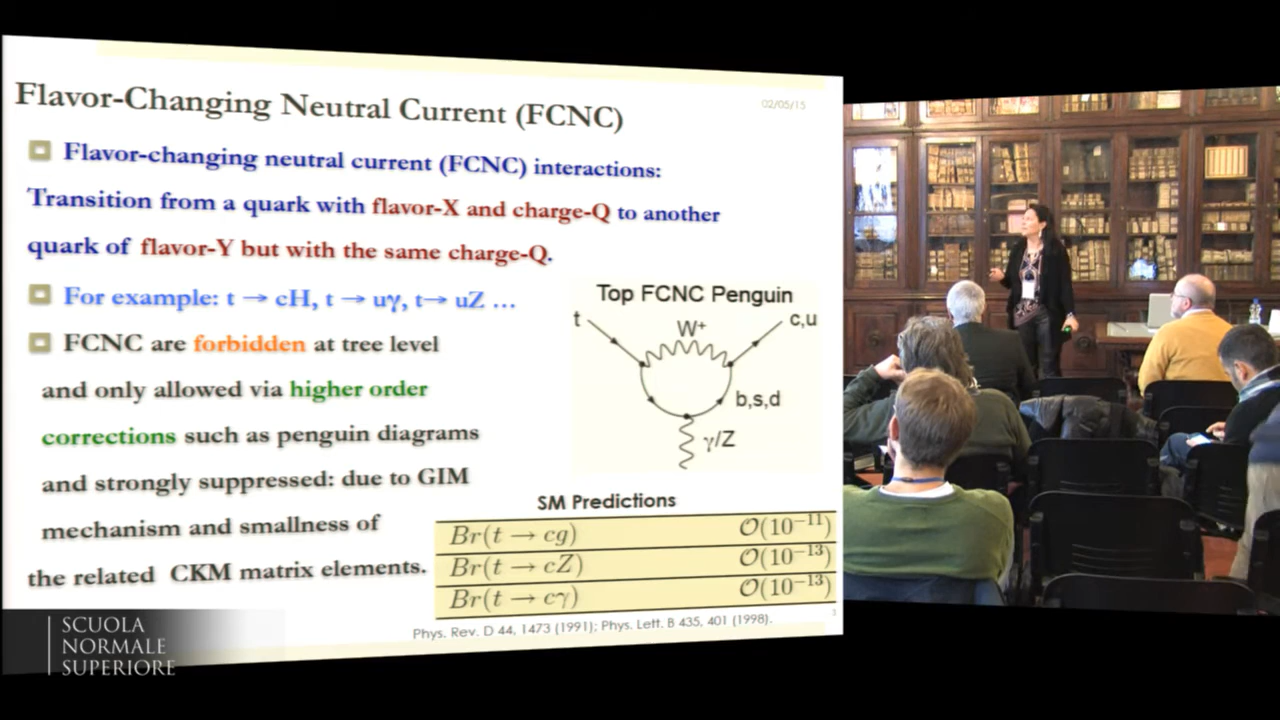 Flavor-Changing Neutral Current (FCNC)
02/05/15
Flavor-changing neutral current (FCNC) interactions:
Transition from a quark with flavor-X and charge-Q to another
quark of flavor-Y but with the same charge-Q.
For example: t → cH, t → uγ, t→ uZ ...
FCNC are forbidden at tree level
and only allowed via higher order
corrections such as penguin diagrams
and strongly suppressed: due to GIM
mechanism and smallness of
the related CKM matrix elements.
Top FCNC Penguin
t
W⁺
c,u
b,s,d
γ/Z
SM Predictions
Br(t → cg) O(10⁻¹¹)
Br(t → cZ) O(10⁻¹³)
Br(t → cγ) O(10⁻¹³)
Phys. Rev. D 44, 1473 (1991); Phys. Lett. B 435, 401 (1998).
3
SCUOLA
NORMALE
SUPERIORE